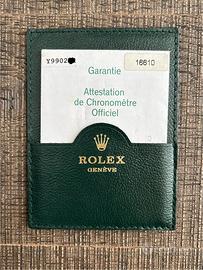 Y9902
16610
Garantie
Attestation
de Chronomètre
Officiel
ROLEX
GENÈVE